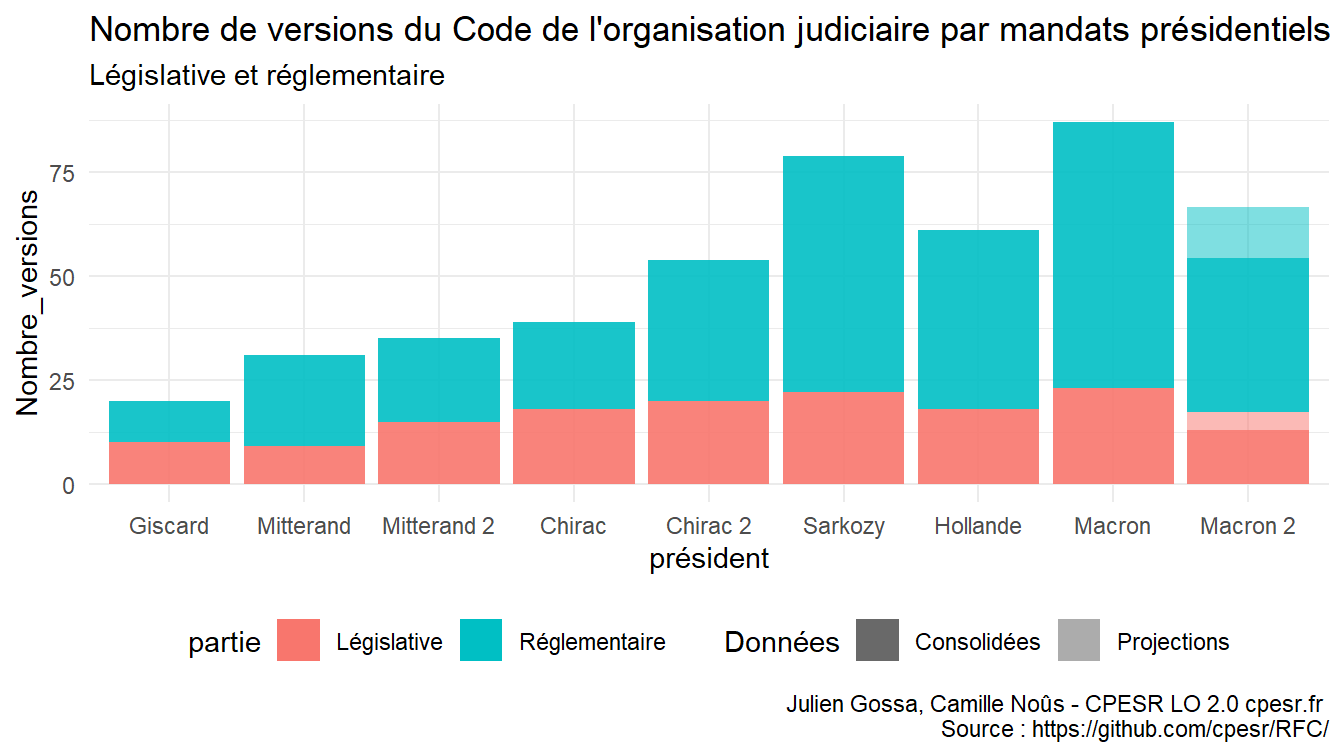 Nombre de versions du Code de l'organisation judiciaire par mandats présidentiels
Législative et réglementaire
Nombre_versions
75
50
25
0
Giscard Mitterand Mitterand 2 Chirac Chirac 2 Sarkozy Hollande Macron Macron 2
président
partie Législative Réglementaire Données Consolidées Projections
Julien Gossa, Camille Noûs - CPESR LO 2.0 cpesr.fr
Source : https://github.com/cpesr/RFC/